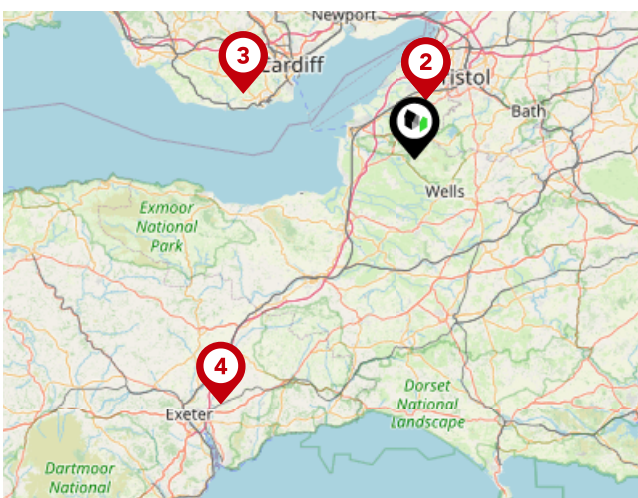 Newport
3
Cardiff
2
Bristol
Bath
Wells
Exmoor
National
Park
4
Exeter
Dorset
National
Landscape
Dartmoor
National